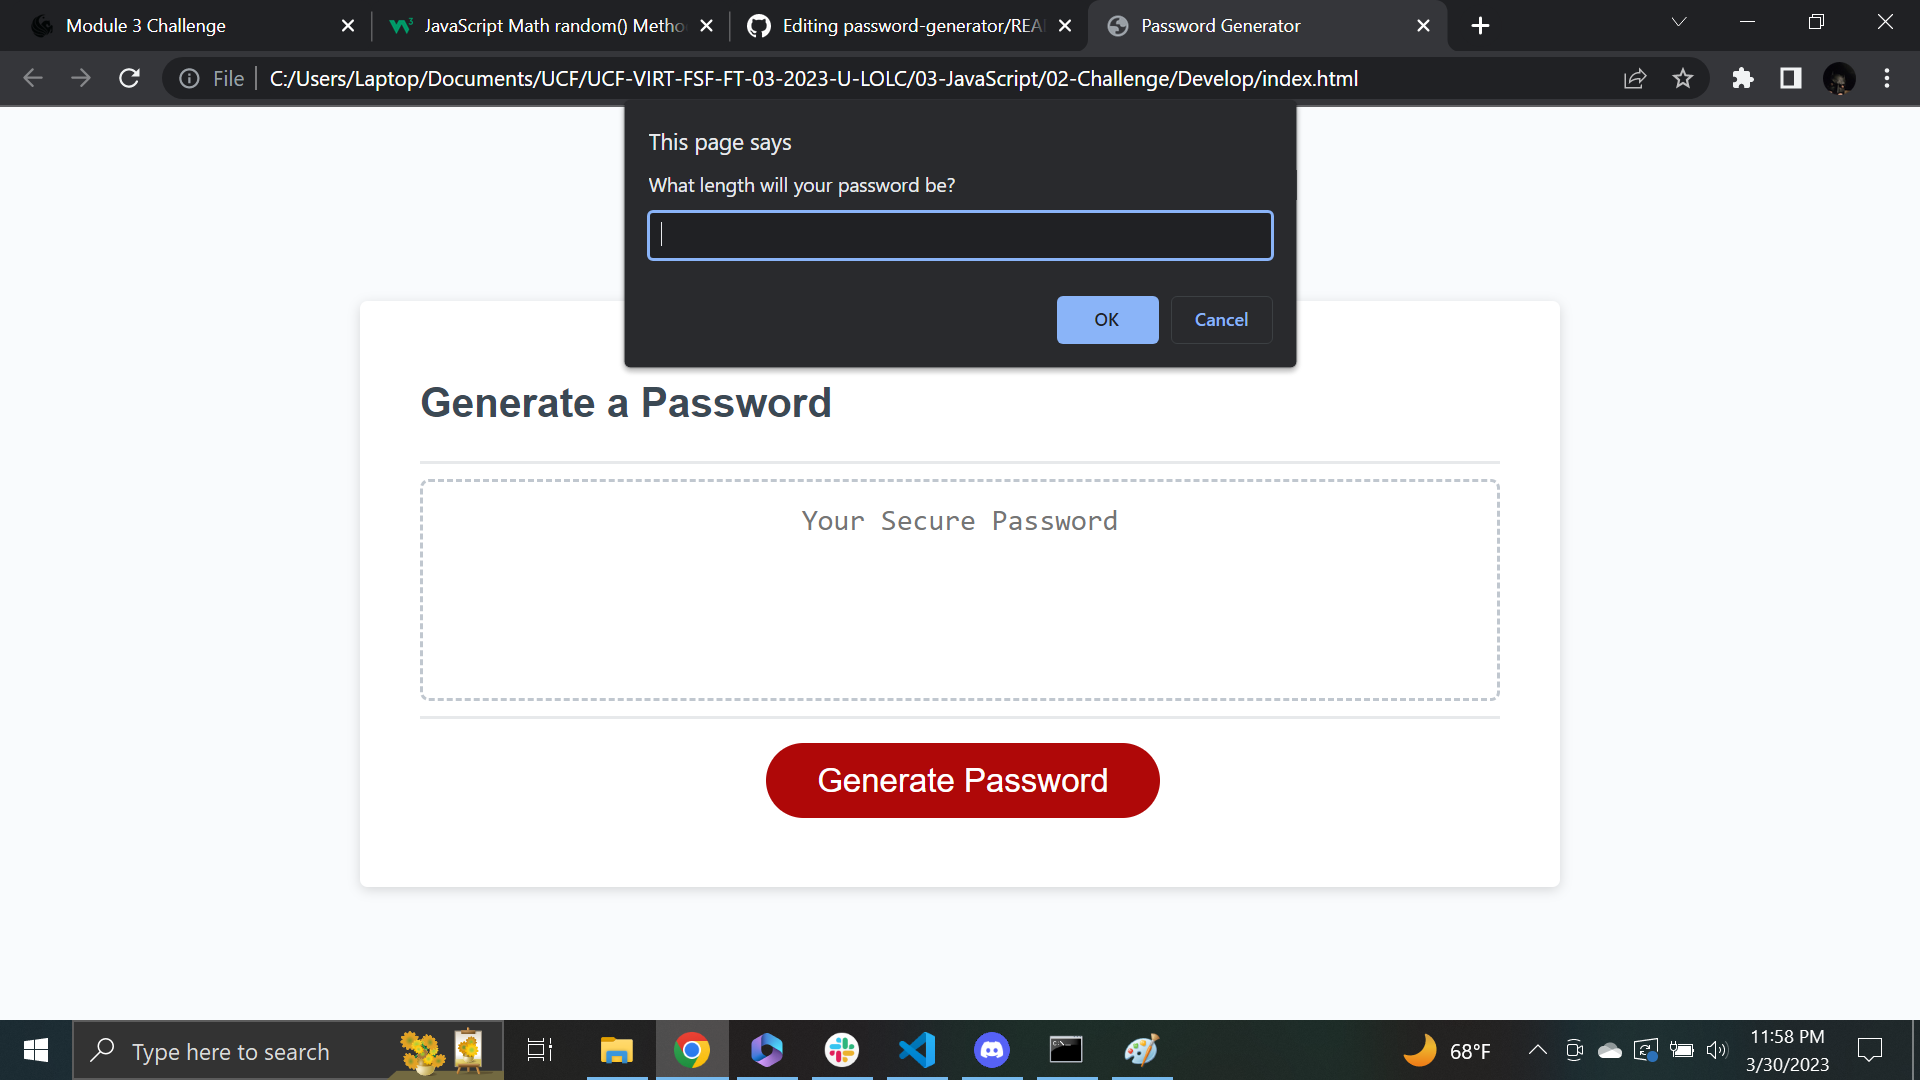 Module 3 Challenge
JavaScript Math random() Metho
Editing password-generator/REA
Password Generator
File
C:/Users/Laptop/Documents/UCF/UCF-VIRT-FSF-FT-03-2023-U-LOLC/03-JavaScript/02-Challenge/Develop/index.html
This page says
What length will your password be?
OK
Cancel
Generate a Password
Your Secure Password
Generate Password
Type here to search
68°F
11:58 PM
3/30/2023